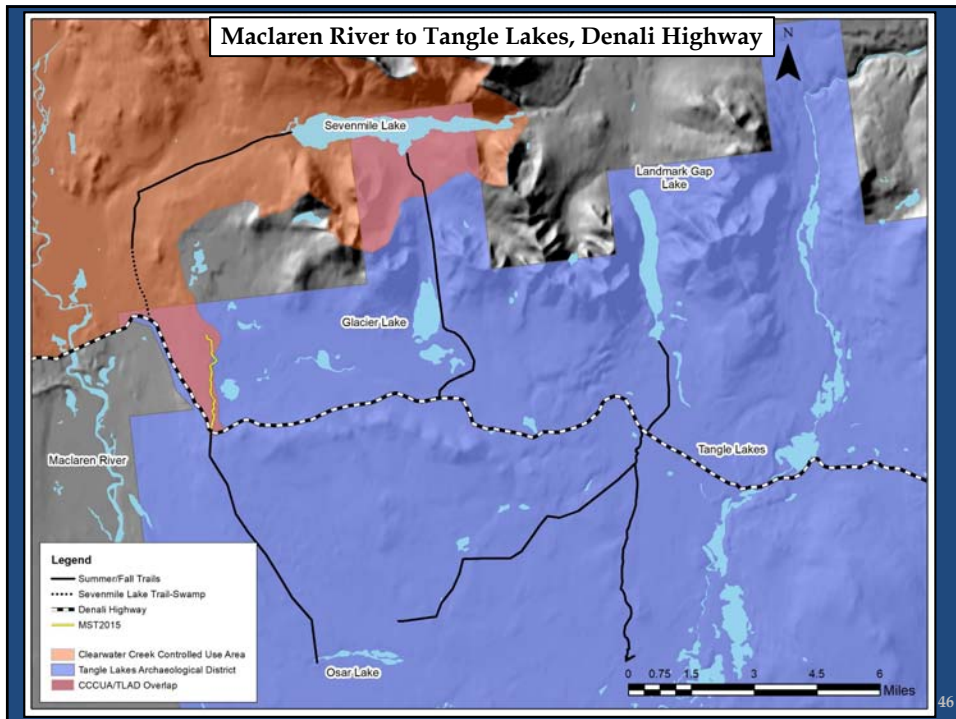 Maclaren River to Tangle Lakes, Denali Highway
N
Sevenmile Lake
Landmark Gap
Lake
Glacier Lake
Maclaren River
Tangle Lakes
Osar Lake
Legend
Summer/Fall Trails
Sevenmile Lake Trail-Swamp
Denali Highway
MST2015
Clearwater Creek Controlled Use Area
Tangle Lakes Archaeological District
CCCUA/TLAD Overlap
0 0.75 1.5 3 4.5 6
Miles
46